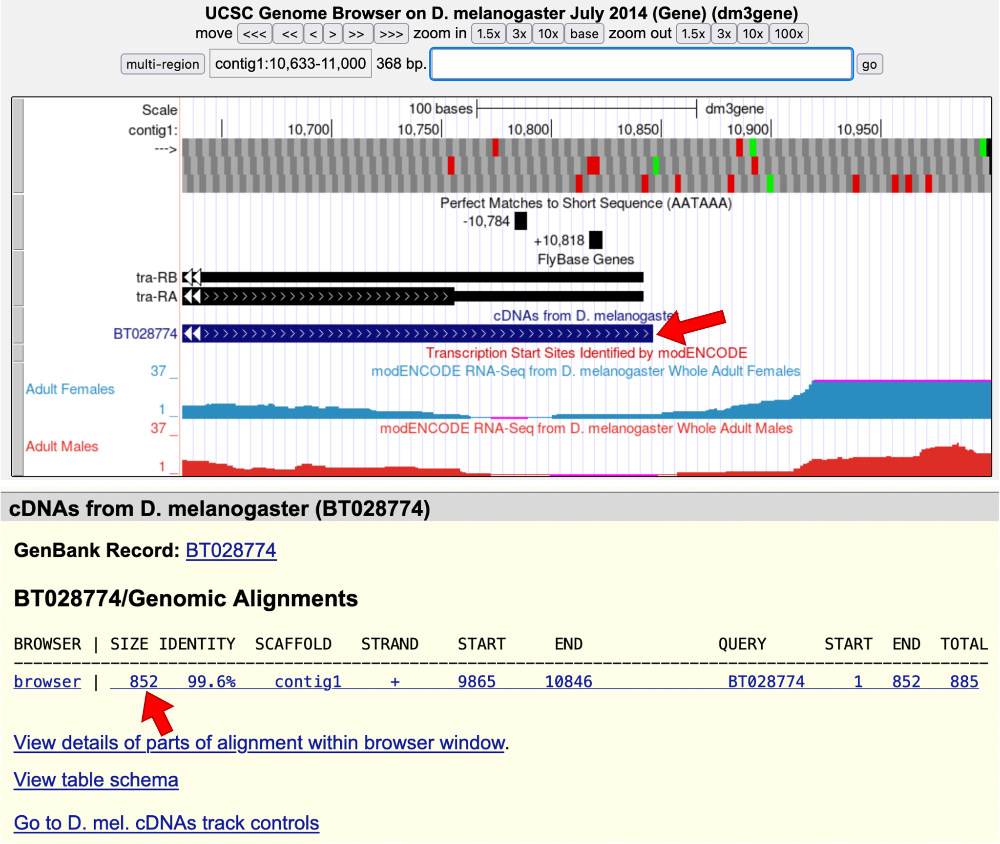 UCSC Genome Browser on D. melanogaster July 2014 (Gene) (dm3gene)
move <<< << < > >> >>> zoom in 1.5x 3x 10x base zoom out 1.5x 3x 10x 100x
multi-region contig1:10,633-11,000 368 bp. go
Scale 100 bases dm3gene
contig1: 10,700 10,750 10,800 10,850 10,900 10,950
--->
Perfect Matches to Short Sequence (AATAAA)
-10,784
+10,818
FlyBase Genes
tra-RB
tra-RA
cDNAs from D. melanogaster
BT028774
Transcription Start Sites Identified by modENCODE
37 _ modENCODE RNA-Seq from D. melanogaster Whole Adult Females
Adult Females
1 _
37 _ modENCODE RNA-Seq from D. melanogaster Whole Adult Males
Adult Males
1 _
cDNAs from D. melanogaster (BT028774)
GenBank Record: BT028774
BT028774/Genomic Alignments
BROWSER | SIZE IDENTITY SCAFFOLD STRAND START END QUERY START END TOTAL
browser | 852 99.6% contig1 + 9865 10846 BT028774 1 852 885
View details of parts of alignment within browser window.
View table schema
Go to D. mel. cDNAs track controls